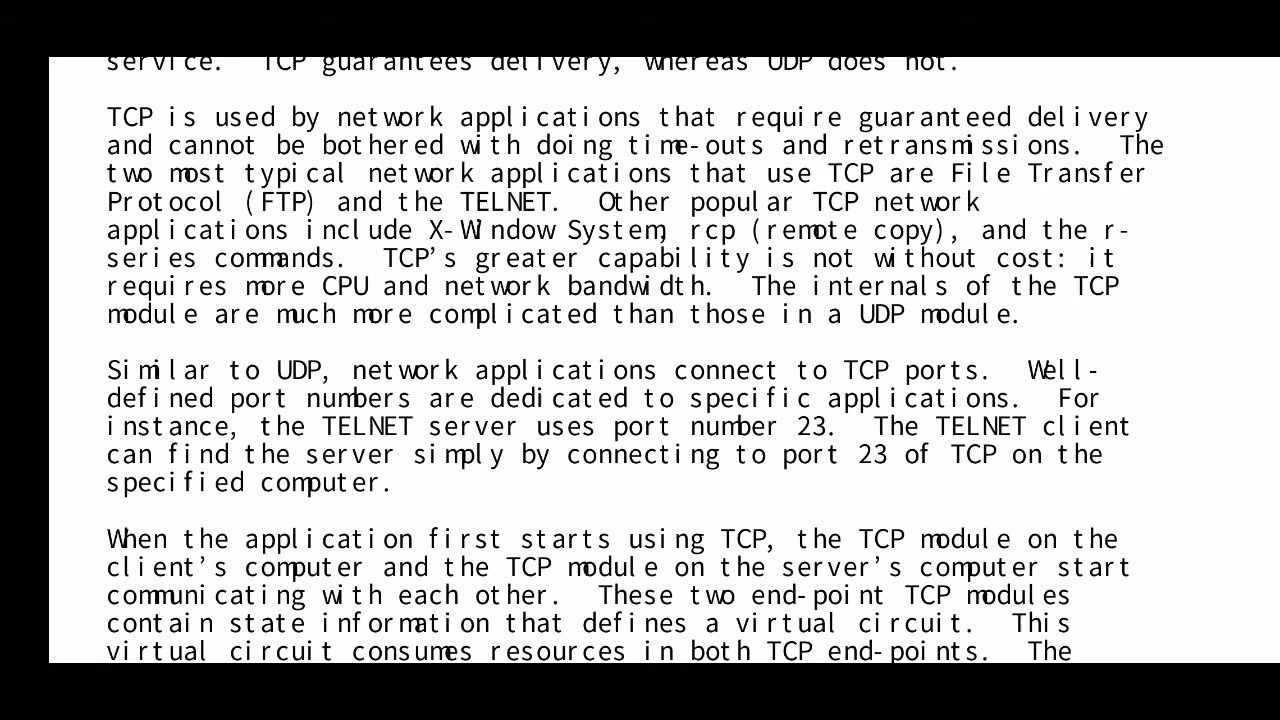 service.  TCP guarantees delivery, whereas UDP does not.
TCP is used by network applications that require guaranteed delivery
and cannot be bothered with doing time-outs and retransmissions.  The
two most typical network applications that use TCP are File Transfer
Protocol (FTP) and the TELNET.  Other popular TCP network
applications include X-Window System, rcp (remote copy), and the r-
series commands.  TCP's greater capability is not without cost: it
requires more CPU and network bandwidth.  The internals of the TCP
module are much more complicated than those in a UDP module.
Similar to UDP, network applications connect to TCP ports.  Well-
defined port numbers are dedicated to specific applications.  For
instance, the TELNET server uses port number 23.  The TELNET client
can find the server simply by connecting to port 23 of TCP on the
specified computer.
When the application first starts using TCP, the TCP module on the
client's computer and the TCP module on the server's computer start
communicating with each other.  These two end-point TCP modules
contain state information that defines a virtual circuit.  This
virtual circuit consumes resources in both TCP end-points.  The